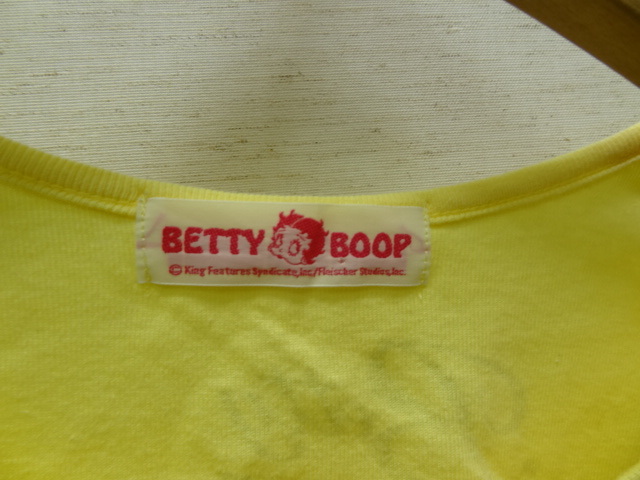 BETTY BOOP
© King Features Syndicate, Inc./Fleischer Studios, Inc.